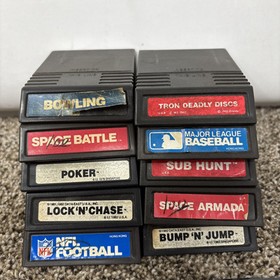 BOWLING
SPACE BATTLE
POKER
LOCK'N'CHASE
NFL
FOOTBALL
TRON DEADLY DISCS
MAJOR LEAGUE
BASEBALL
SUB HUNT
SPACE ARMADA
BUMP 'N' JUMP